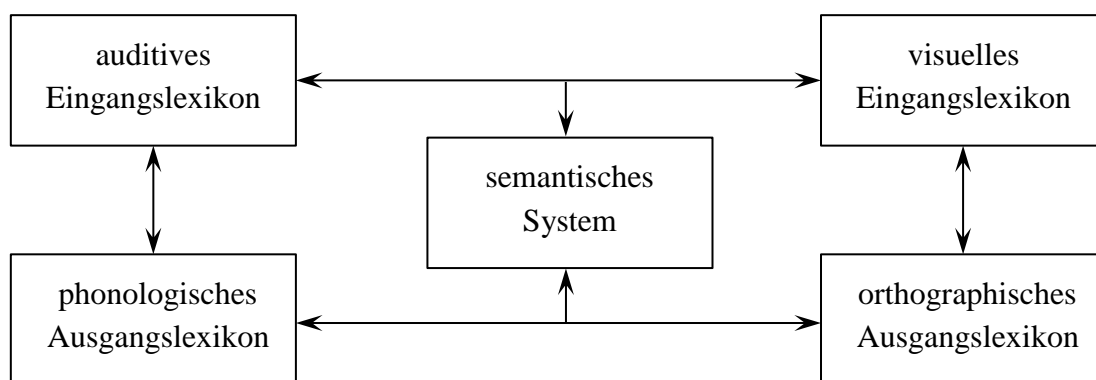 auditives
Eingangslexikon
visuelles
Eingangslexikon
semantisches
System
phonologisches
Ausgangslexikon
orthographisches
Ausgangslexikon